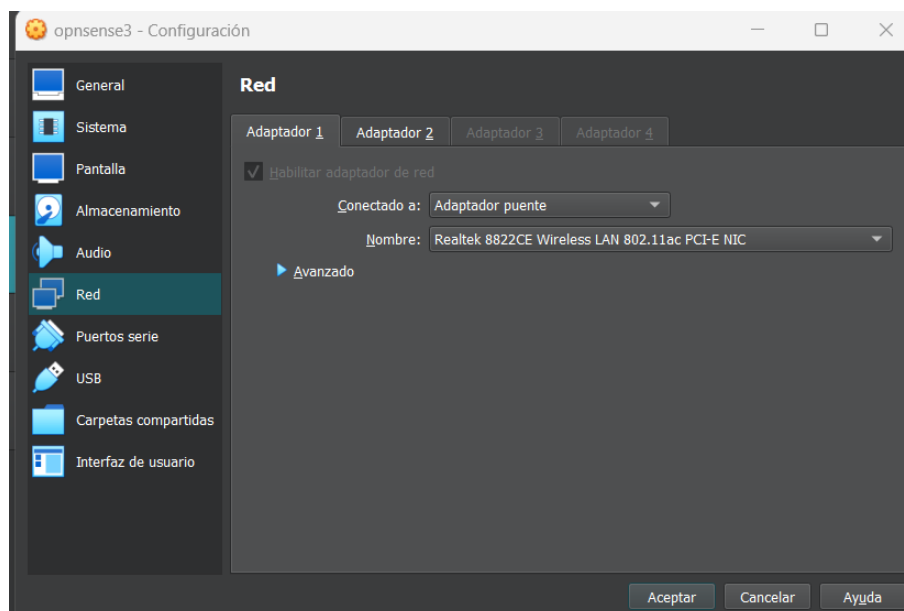 opnsense3 - Configuración
General
Sistema
Pantalla
Almacenamiento
Audio
Red
Puertos serie
USB
Carpetas compartidas
Interfaz de usuario
Red
Adaptador 1 Adaptador 2 Adaptador 3 Adaptador 4
Habilitar adaptador de red
Conectado a: Adaptador puente
Nombre: Realtek 8822CE Wireless LAN 802.11ac PCI-E NIC
Avanzado
Aceptar Cancelar Ayuda